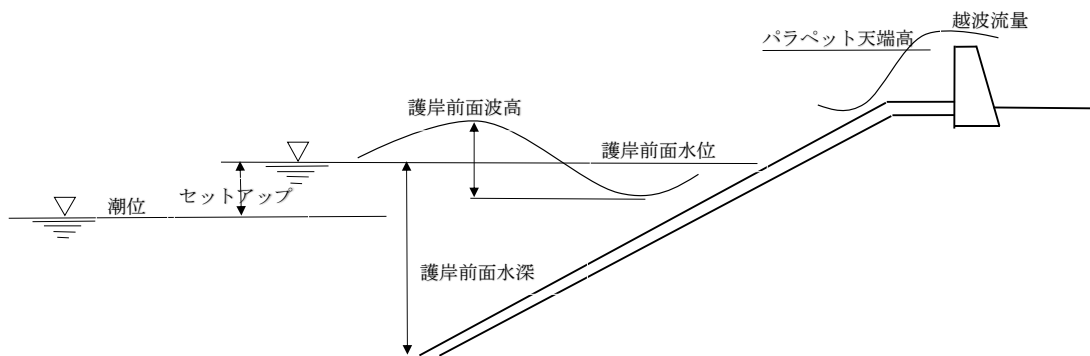 越波流量
パラペット天端高
護岸前面波高
護岸前面水位
セットアップ
潮位
護岸前面水深